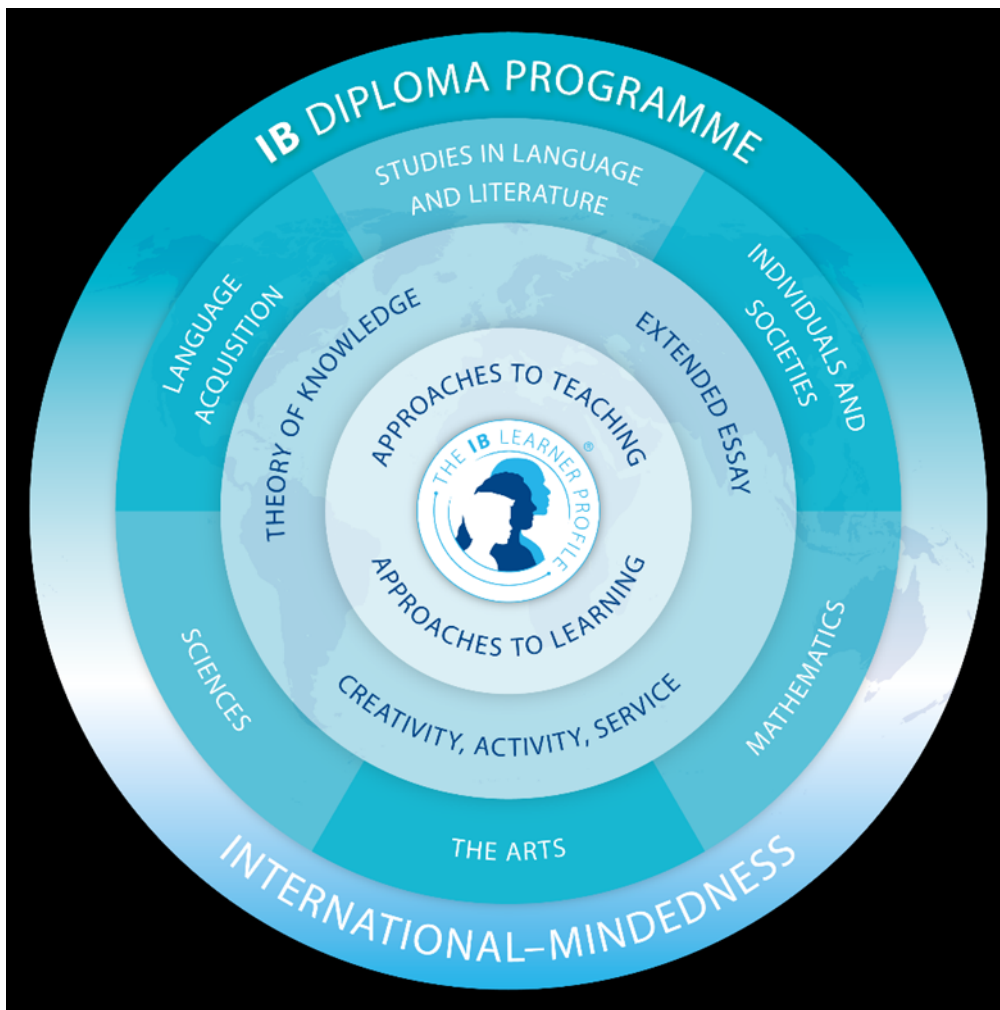 IB DIPLOMA PROGRAMME
STUDIES IN LANGUAGE
AND LITERATURE
LANGUAGE
ACQUISITION
INDIVIDUALS AND
SOCIETIES
THEORY OF KNOWLEDGE
EXTENDED ESSAY
APPROACHES TO TEACHING
THE IB LEARNER PROFILE
®
APPROACHES TO LEARNING
CREATIVITY, ACTIVITY, SERVICE
SCIENCES
MATHEMATICS
THE ARTS
INTERNATIONAL–MINDEDNESS